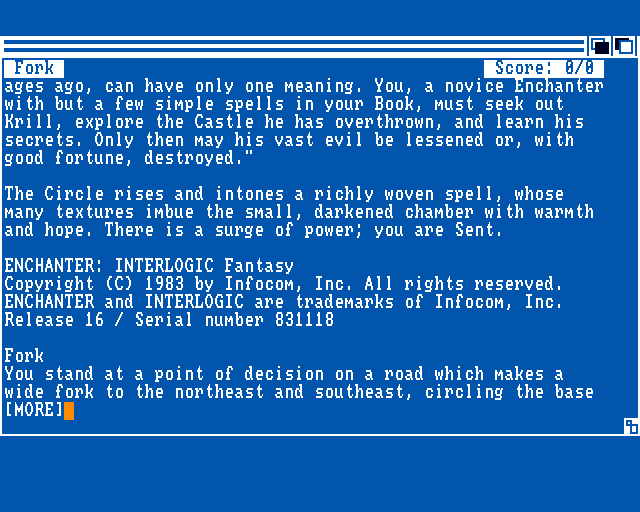 Fork Score: 0/0
ages ago, can have only one meaning. You, a novice Enchanter
with but a few simple spells in your Book, must seek out
Krill, explore the Castle he has overthrown, and learn his
secrets. Only then may his vast evil be lessened or, with
good fortune, destroyed."
The Circle rises and intones a richly woven spell, whose
many textures imbue the small, darkened chamber with warmth
and hope. There is a surge of power; you are Sent.
ENCHANTER: INTERLOGIC Fantasy
Copyright (C) 1983 by Infocom, Inc. All rights reserved.
ENCHANTER and INTERLOGIC are trademarks of Infocom, Inc.
Release 16 / Serial number 831118
Fork
You stand at a point of decision on a road which makes a
wide fork to the northeast and southeast, circling the base
[MORE]